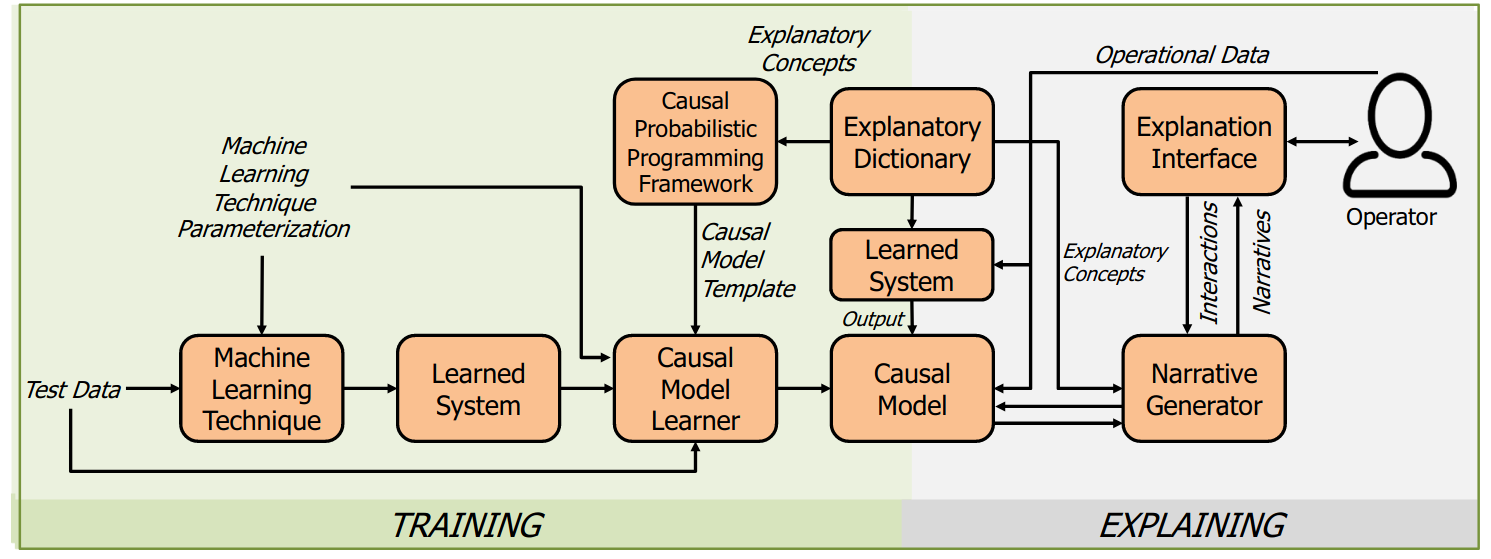 Explanatory
Concepts
Operational Data
Causal
Probabilistic
Programming
Framework
Explanatory
Dictionary
Explanation
Interface
Machine
Learning
Technique
Parameterization
Operator
Causal
Model
Template
Learned
System
Explanatory
Concepts
Interactions
Narratives
Output
Test Data
Machine
Learning
Technique
Learned
System
Causal
Model
Learner
Causal
Model
Narrative
Generator
TRAINING
EXPLAINING